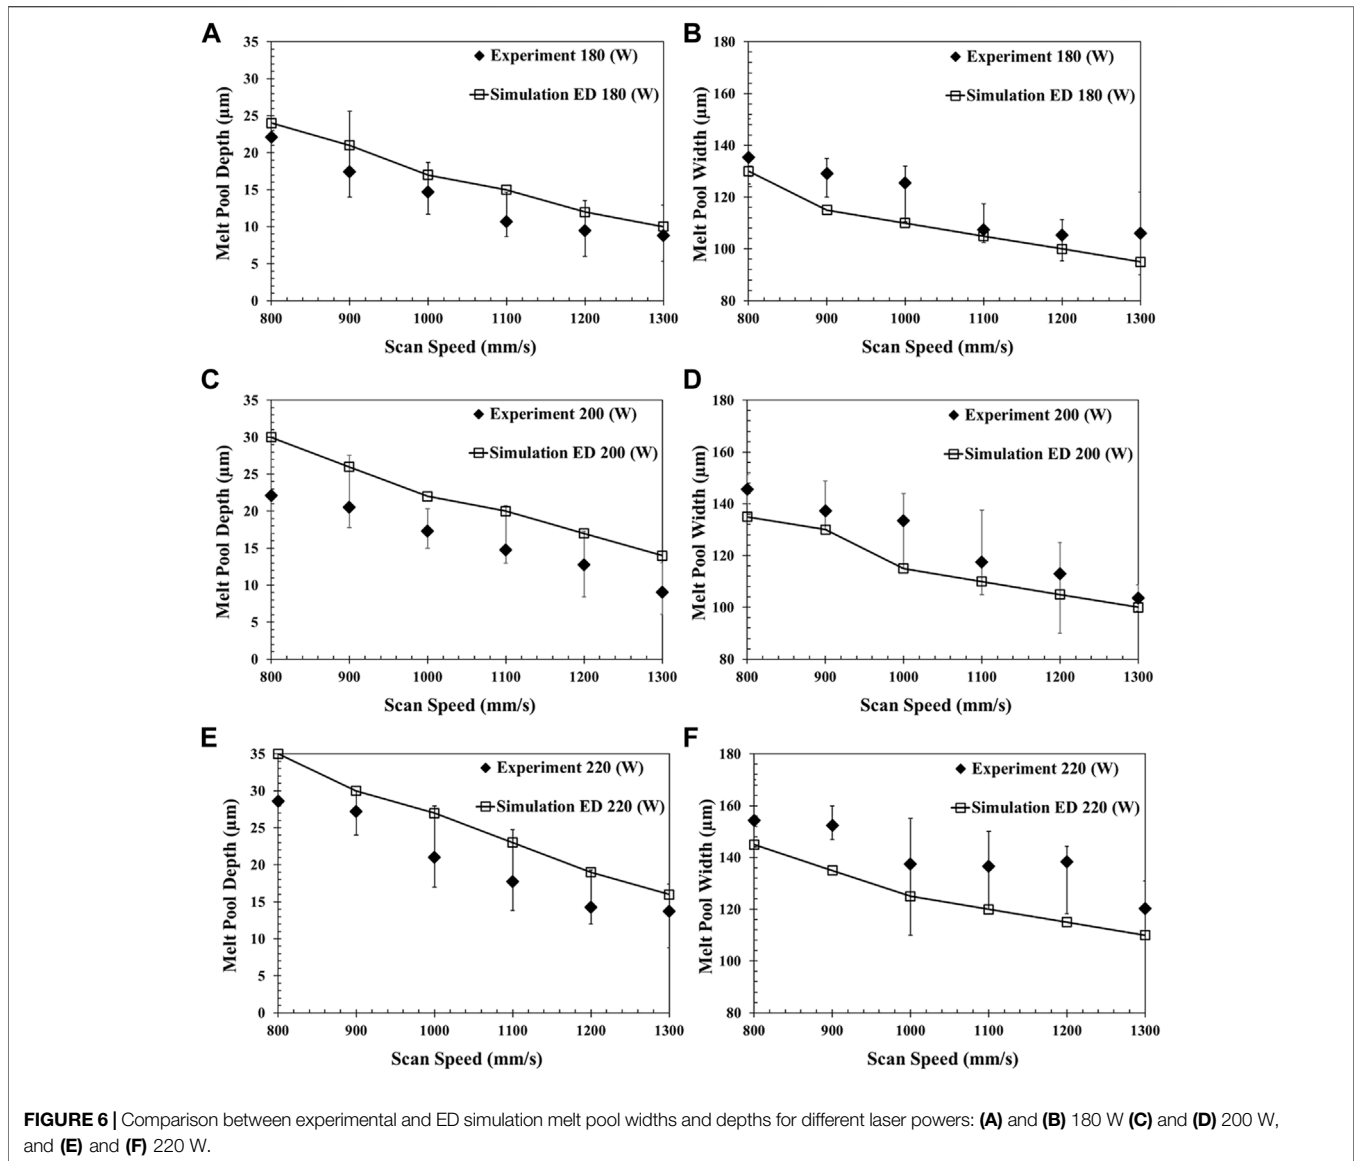 A
Experiment 180 (W)
Simulation ED 180 (W)
Melt Pool Depth (µm)
35
30
25
20
15
10
5
0
800 900 1000 1100 1200 1300
Scan Speed (mm/s)
B
Experiment 180 (W)
Simulation ED 180 (W)
Melt Pool Width (µm)
180
160
140
120
100
80
800 900 1000 1100 1200 1300
Scan Speed (mm/s)
C
Experiment 200 (W)
Simulation ED 200 (W)
Melt Pool Depth (µm)
35
30
25
20
15
10
5
0
800 900 1000 1100 1200 1300
Scan Speed (mm/s)
D
Experiment 200 (W)
Simulation ED 200 (W)
Melt Pool Width (µm)
180
160
140
120
100
80
800 900 1000 1100 1200 1300
Scan Speed (mm/s)
E
Experiment 220 (W)
Simulation ED 220 (W)
Melt Pool Depth (µm)
35
30
25
20
15
10
5
0
800 900 1000 1100 1200 1300
Scan Speed (mm/s)
F
Experiment 220 (W)
Simulation ED 220 (W)
Melt Pool Width (µm)
180
160
140
120
100
80
800 900 1000 1100 1200 1300
Scan Speed (mm/s)
FIGURE 6 | Comparison between experimental and ED simulation melt pool widths and depths for different laser powers: (A) and (B) 180 W (C) and (D) 200 W,
and (E) and (F) 220 W.